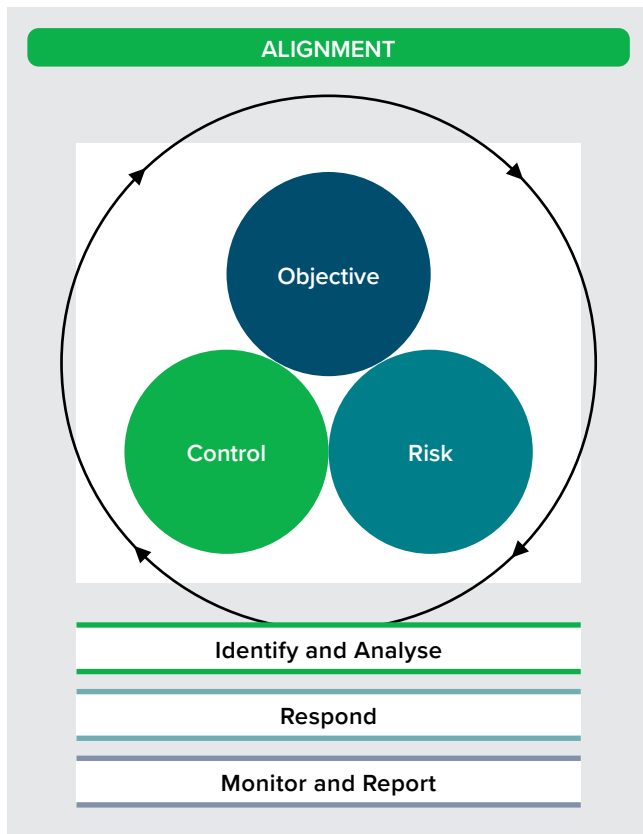 ALIGNMENT
Objective
Control
Risk
Identify and Analyse
Respond
Monitor and Report